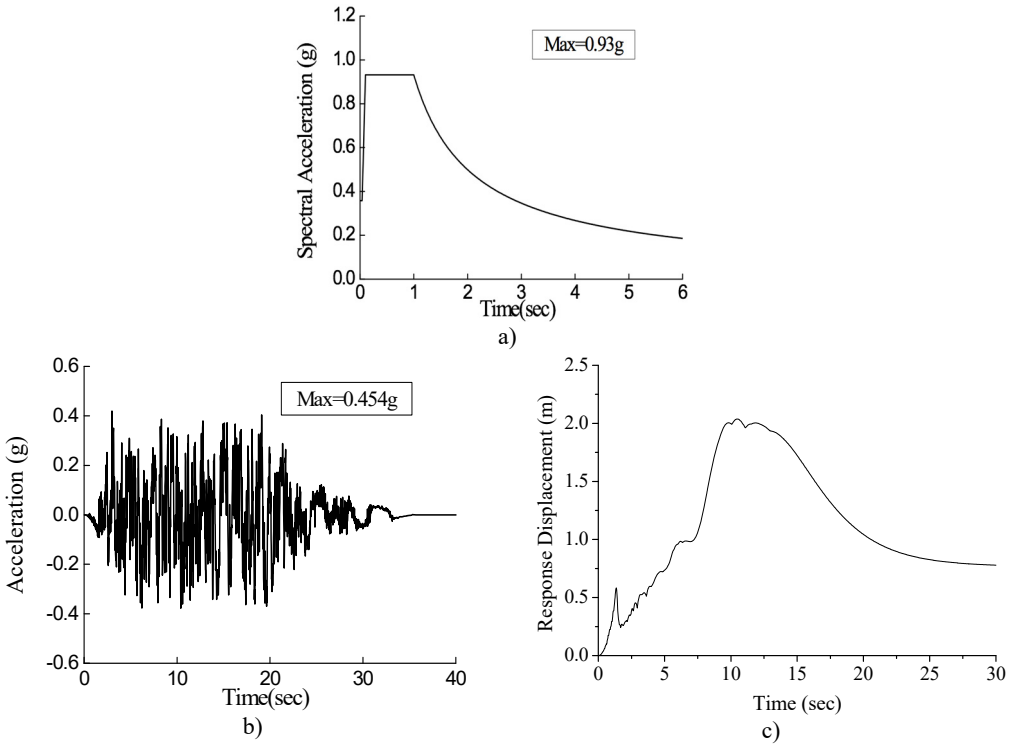 1.2
1.0
0.8
0.6
0.4
0.2
0.0
Spectral Acceleration (g)
Max=0.93g
0 1 2 3 4 5 6
Time(sec)
a)
0.6
0.4
0.2
0.0
-0.2
-0.4
-0.6
Acceleration (g)
Max=0.454g
0 10 20 30 40
Time(sec)
b)
2.5
2.0
1.5
1.0
0.5
0.0
Response Displacement (m)
0 5 10 15 20 25 30
Time (sec)
c)